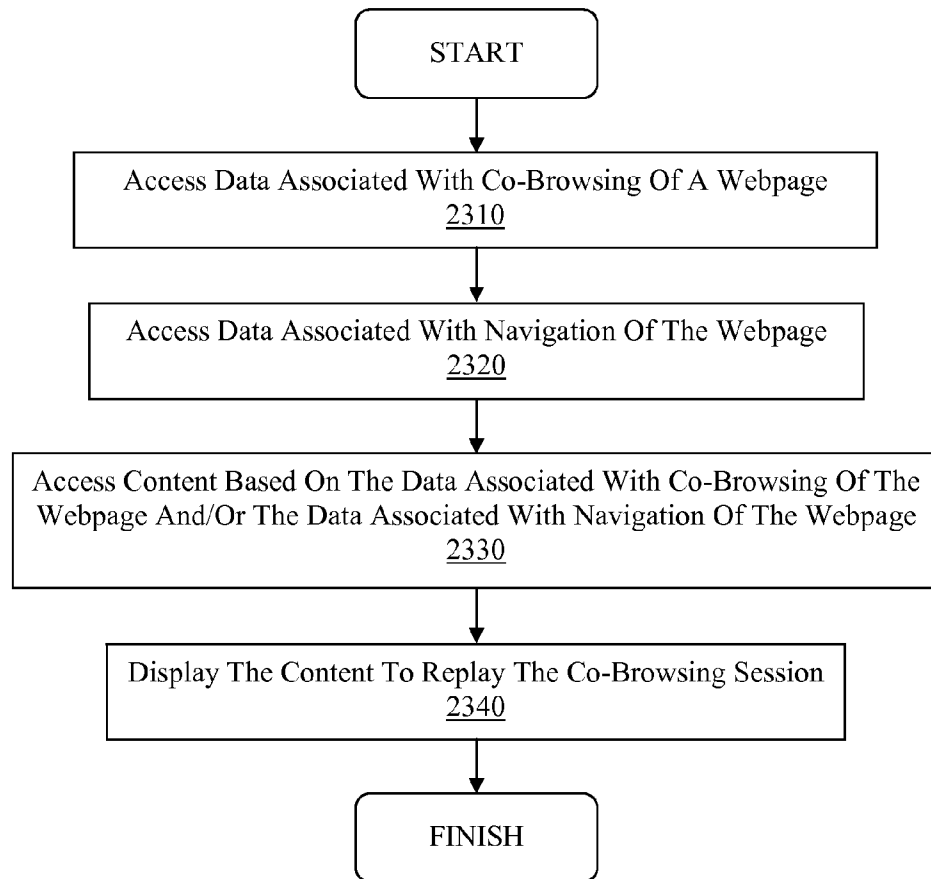 START
Access Data Associated With Co-Browsing Of A Webpage
2310
Access Data Associated With Navigation Of The Webpage
2320
Access Content Based On The Data Associated With Co-Browsing Of The
Webpage And/Or The Data Associated With Navigation Of The Webpage
2330
Display The Content To Replay The Co-Browsing Session
2340
FINISH